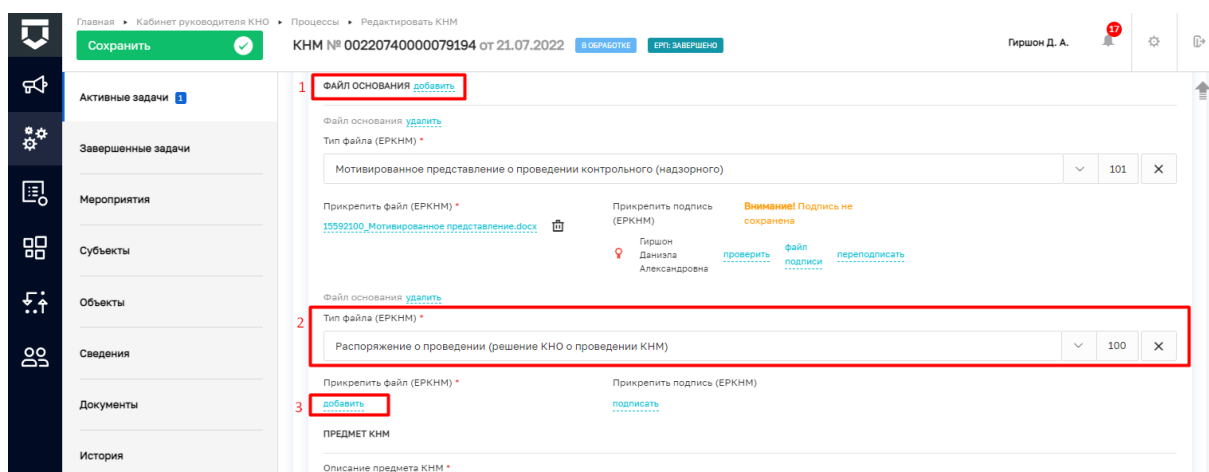 Главная ▸ Кабинет руководителя КНО ▸ Процессы ▸ Редактировать КНМ
Сохранить
КНМ № 00220740000079194 от 21.07.2022 В ОБРАБОТКЕ ЕРП: ЗАВЕРШЕНО
Гиршон Д. А.
17
Активные задачи 1
Завершенные задачи
Мероприятия
Субъекты
Объекты
Сведения
Документы
История
1 ФАЙЛ ОСНОВАНИЯ добавить
Файл основания удалить
Тип файла (ЕРКНМ) *
Мотивированное представление о проведении контрольного (надзорного) 101
Прикрепить файл (ЕРКНМ) *
15592100_Мотивированное представление.docx
Прикрепить подпись
(ЕРКНМ)
Внимание! Подпись не
сохранена
Гиршон
Даниэла
Александровна
проверить
файл
подписи
переподписать
Файл основания удалить
2 Тип файла (ЕРКНМ) *
Распоряжение о проведении (решение КНО о проведении КНМ) 100
Прикрепить файл (ЕРКНМ) *
3 добавить
Прикрепить подпись (ЕРКНМ)
подписать
ПРЕДМЕТ КНМ
Описание предмета КНМ *